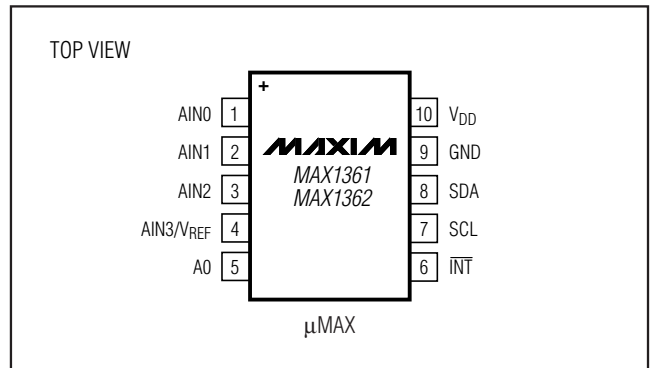 TOP VIEW
+
AIN0 1
10 VDD
AIN1 2
MAXIM
9 GND
AIN2 3
MAX1361
MAX1362
8 SDA
AIN3/VREF 4
7 SCL
A0 5
6 INT
μMAX